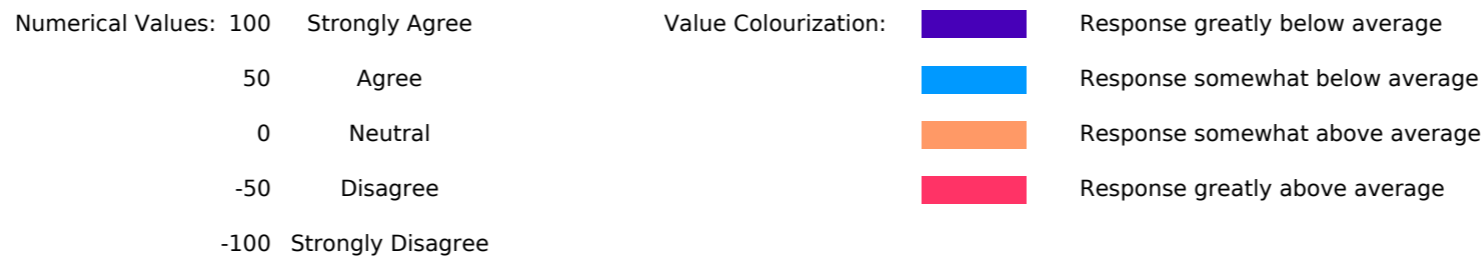 Numerical Values: 100 Strongly Agree Value Colourization: Response greatly below average
50 Agree Response somewhat below average
0 Neutral Response somewhat above average
-50 Disagree Response greatly above average
-100 Strongly Disagree